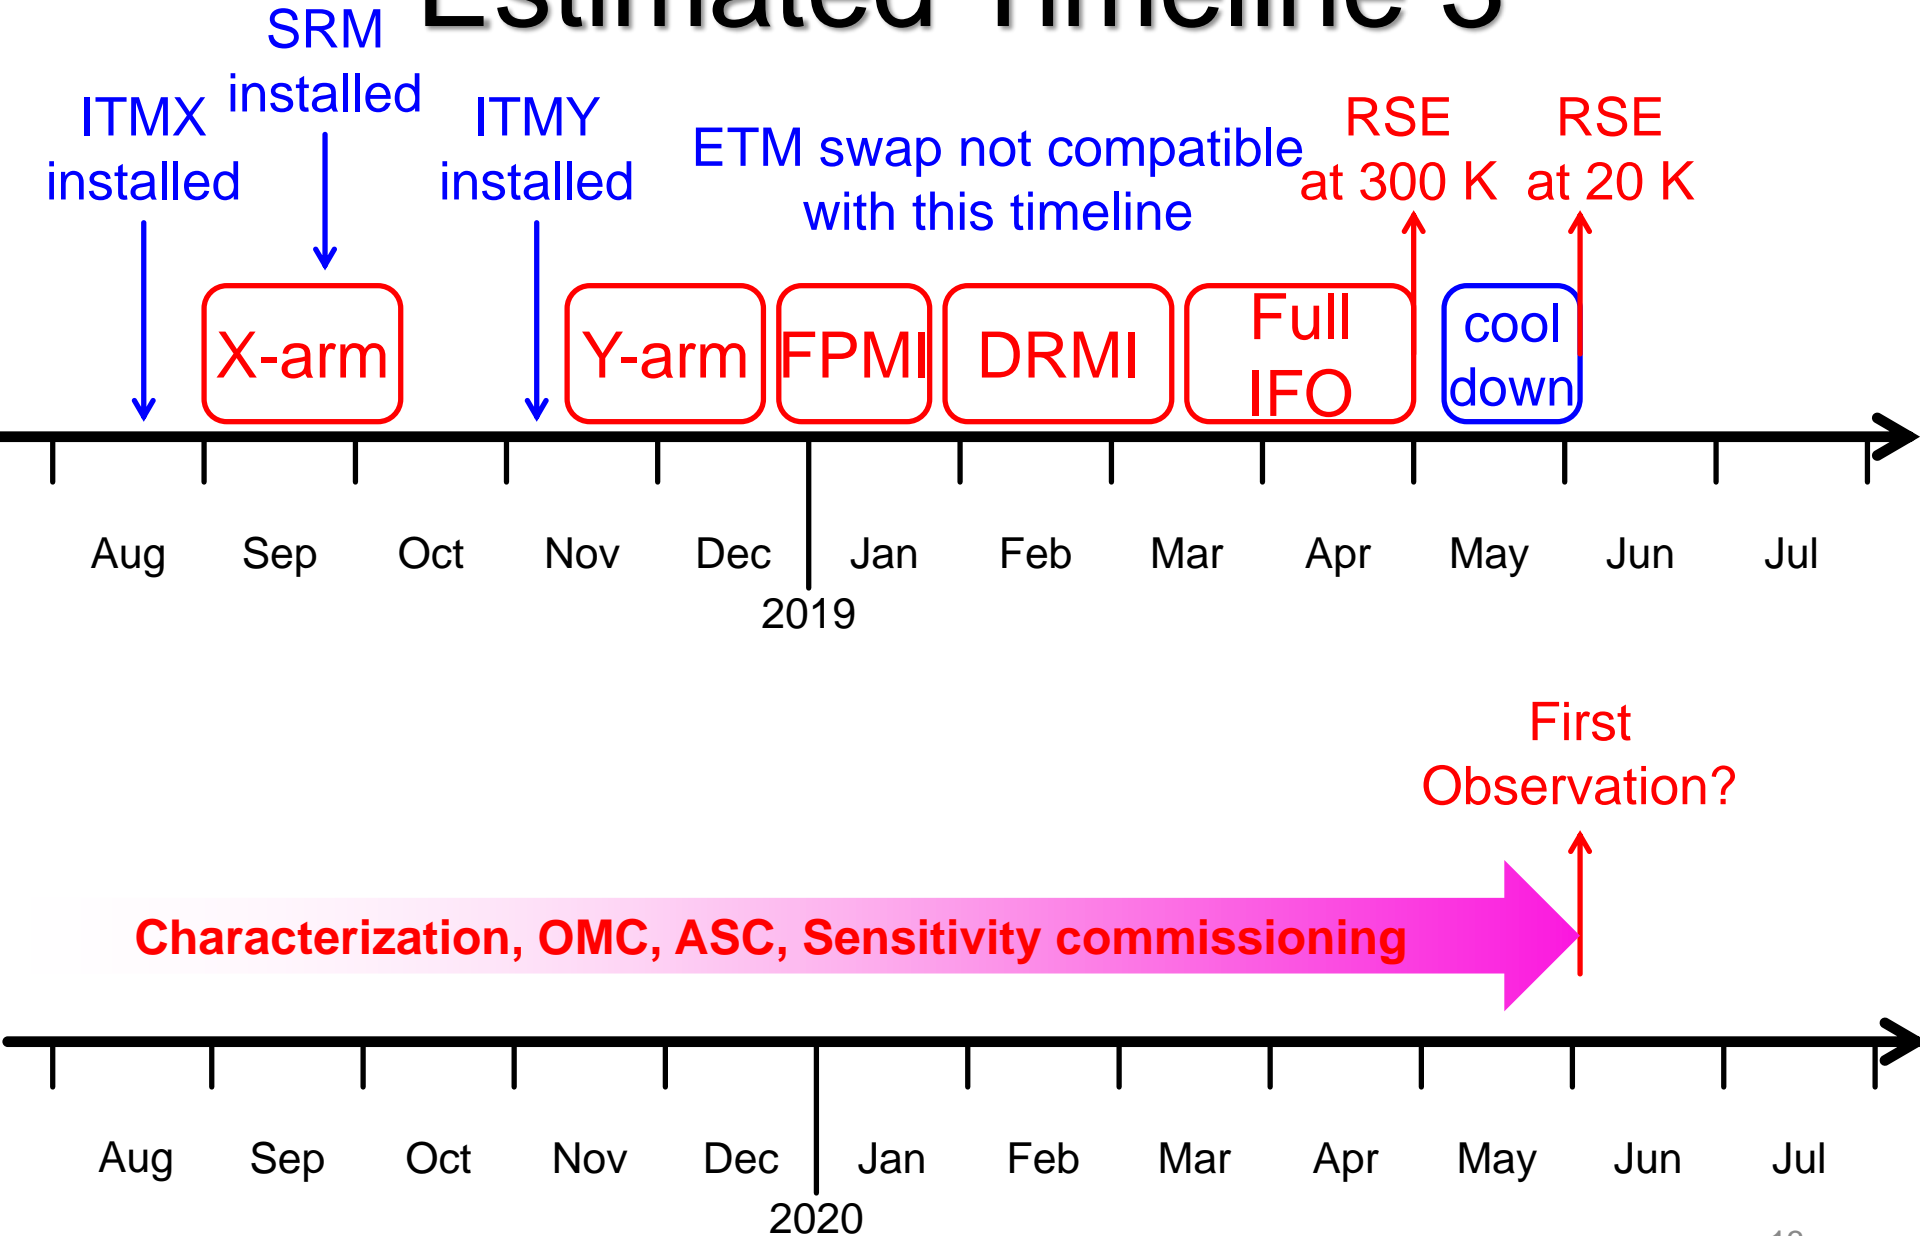 Estimated Timeline 3
SRM
installed
ITMX
installed
ITMY
installed
ETM swap not compatible
with this timeline
RSE
at 300 K
RSE
at 20 K
X-arm
Y-arm
FPMI
DRMI
Full
IFO
cool
down
Aug Sep Oct Nov Dec Jan Feb Mar Apr May Jun Jul
2019
First
Observation?
Characterization, OMC, ASC, Sensitivity commissioning
Aug Sep Oct Nov Dec Jan Feb Mar Apr May Jun Jul
2020